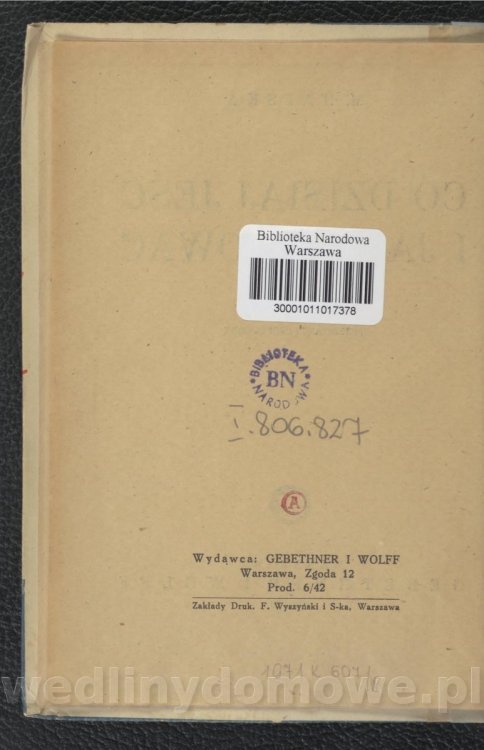 Biblioteka Narodowa
Warszawa
30001011017378
BIBLIOTEKA
BN
NARODOWA
I.806.827
A
Wydawca: GEBETHNER I WOLFF
Warszawa, Zgoda 12
Prod. 6/42
Zakłady Druk. F. Wyszyński i S-ka, Warszawa
1971 K
wedlinydomowe.pl